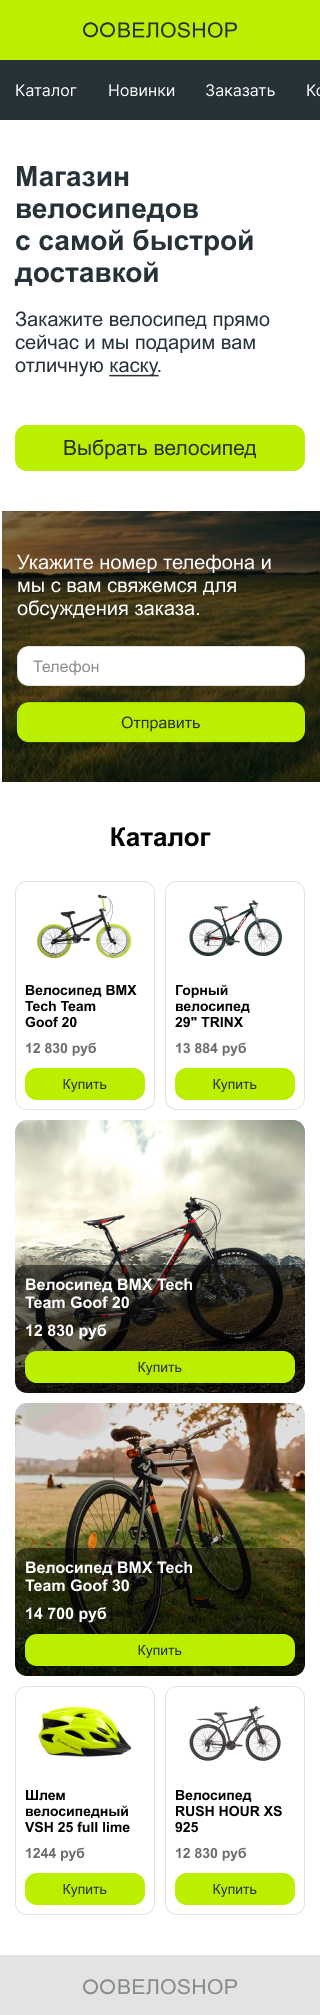 ООВЕЛОSHOP
Каталог Новинки Заказать
Магазин
велосипедов
с самой быстрой
доставкой
Закажите велосипед прямо
сейчас и мы подарим вам
отличную каску.
Выбрать велосипед
Укажите номер телефона и
мы с вам свяжемся для
обсуждения заказа.
Телефон
Отправить
Каталог
Велосипед BMX
Tech Team
Goof 20
12 830 руб
Купить
Горный
велосипед
29" TRINX
13 884 руб
Купить
Велосипед BMX Tech
Team Goof 20
12 830 руб
Купить
Велосипед BMX Tech
Team Goof 30
14 700 руб
Купить
Шлем
велосипедный
VSH 25 full lime
1244 руб
Купить
Велосипед
RUSH HOUR XS
925
12 830 руб
Купить
ООВЕЛОSHOP